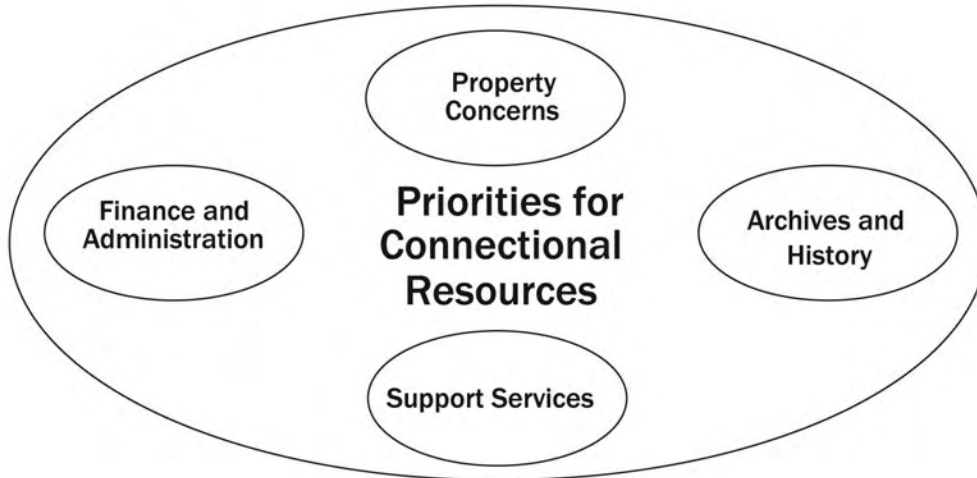 Property
Concerns
Finance and
Administration
Priorities for
Connectional
Resources
Archives and
History
Support Services